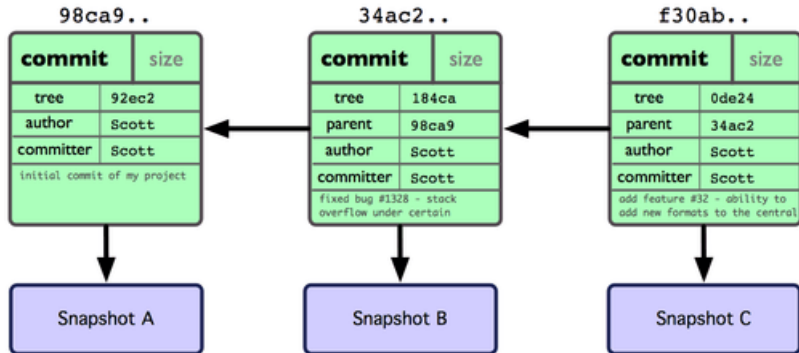 98ca9..
commit size
tree 92ec2
author Scott
committer Scott
initial commit of my project
Snapshot A
34ac2..
commit size
tree 184ca
parent 98ca9
author Scott
committer Scott
fixed bug #1328 - stack
overflow under certain
Snapshot B
f30ab..
commit size
tree 0de24
parent 34ac2
author Scott
committer Scott
add feature #32 - ability to
add new formats to the central
Snapshot C